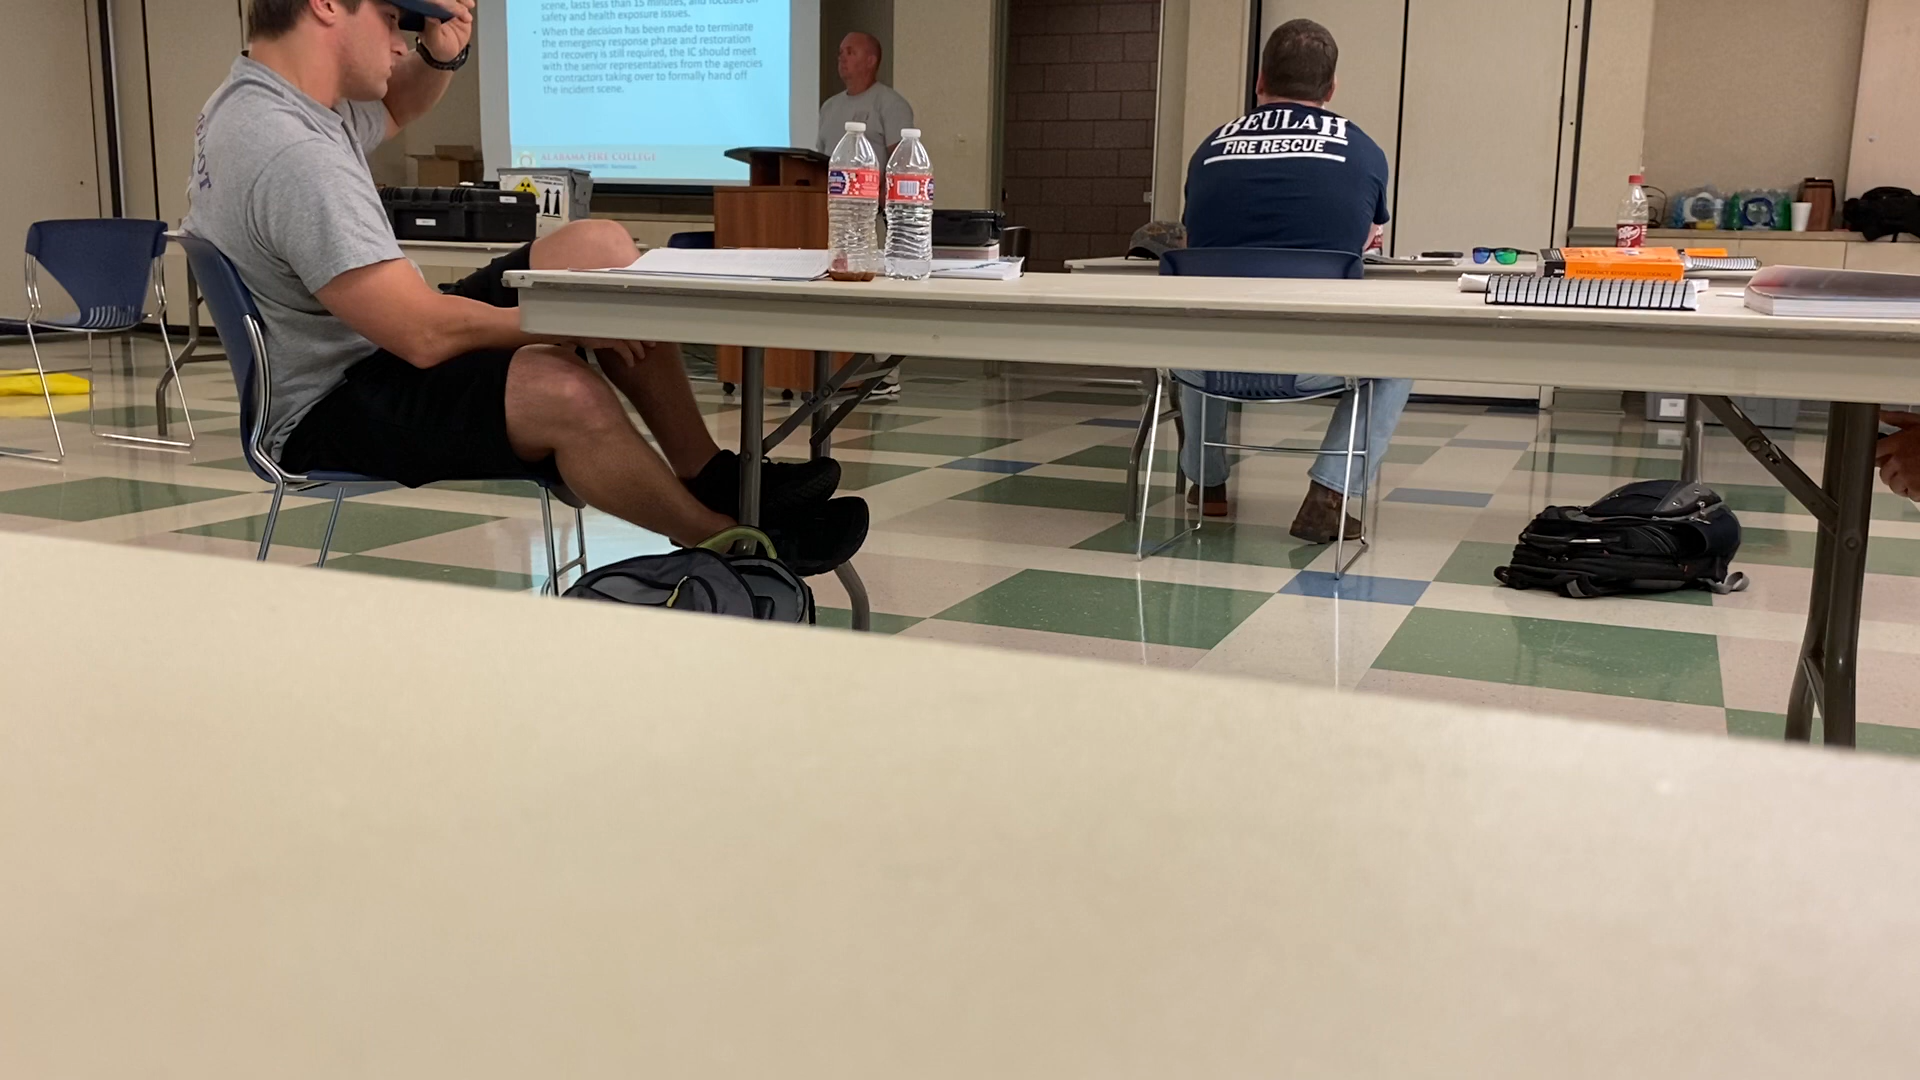 scene, lasts less than 15 minutes, and focuses on
safety and health exposure issues.
• When the decision has been made to terminate
the emergency response phase and restoration
and recovery is still required, the IC should meet
with the senior representatives from the agencies
or contractors taking over to formally hand off
the incident scene.
ALABAMA FIRE COLLEGE
BEULAH
FIRE RESCUE
EMERGENCY RESPONSE GUIDEBOOK